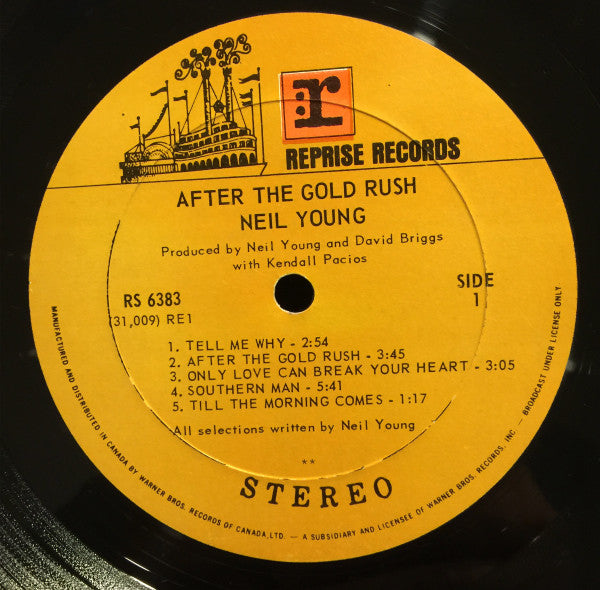 :r
REPRISE RECORDS
AFTER THE GOLD RUSH
NEIL YOUNG
Produced by Neil Young and David Briggs
with Kendall Pacios
RS 6383
(31,009) RE1
SIDE
1
1. TELL ME WHY - 2:54
2. AFTER THE GOLD RUSH - 3:45
3. ONLY LOVE CAN BREAK YOUR HEART - 3:05
4. SOUTHERN MAN - 5:41
5. TILL THE MORNING COMES - 1:17
All selections written by Neil Young
**
STEREO
MANUFACTURED AND DISTRIBUTED IN CANADA BY WARNER BROS. RECORDS OF CANADA, LTD. — A SUBSIDIARY AND LICENSEE OF WARNER BROS. RECORDS, INC — BROADCAST UNDER LICENSE ONLY